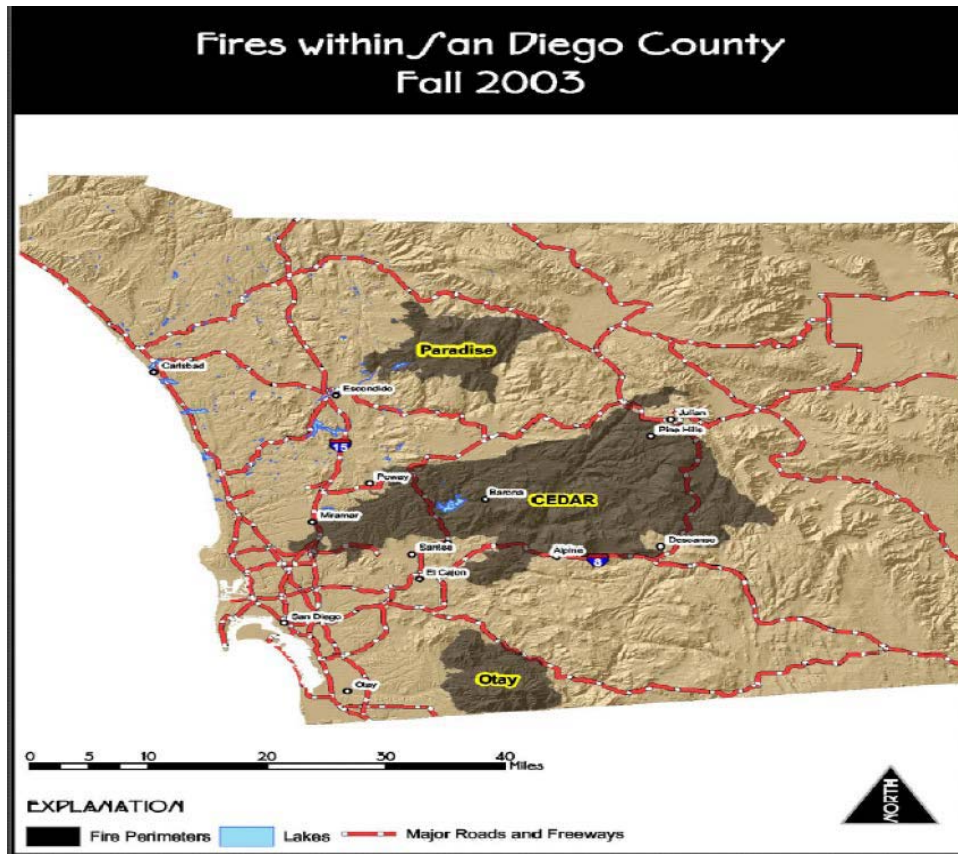 Fires within San Diego County
Fall 2003
Paradise
Carlsbad
Escondido
Julian
Pine Hills
15
Poway
Barona
CEDAR
Miramar
Santee
Alpine
Descanso
8
El Cajon
San Diego
Otay
Otay
0 5 10 20 30 40
Miles
EXPLANATION
NORTH
Fire Perimeters Lakes Major Roads and Freeways